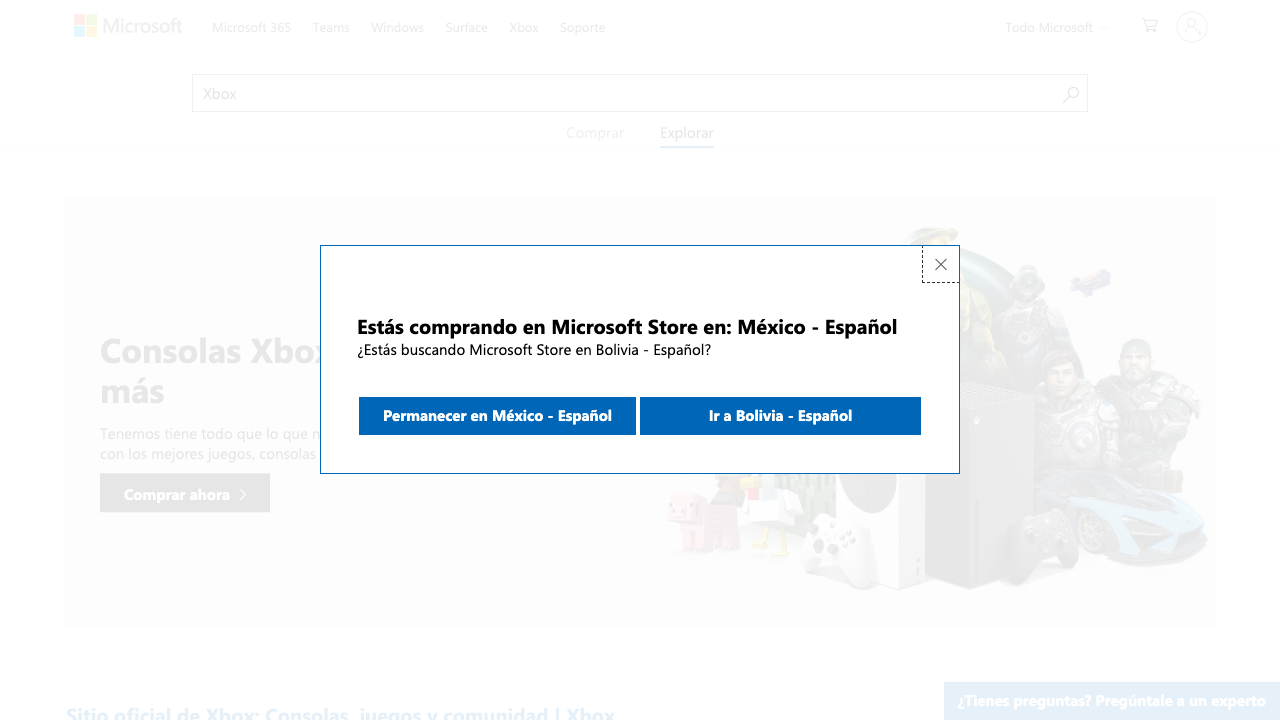 Microsoft
Microsoft 365
Teams
Windows
Surface
Xbox
Soporte
Todo Microsoft
Xbox
Comprar
Explorar
Consolas Xbox
más
Tenemos tiene todo que lo que n
con los mejores juegos, consolas
Comprar ahora
Estás comprando en Microsoft Store en: México - Español
¿Estás buscando Microsoft Store en Bolivia - Español?
Permanecer en México - Español
Ir a Bolivia - Español
¿Tienes preguntas? Pregúntale a un experto
Sitio oficial de Xbox: Consolas, juegos y comunidad | Xbox